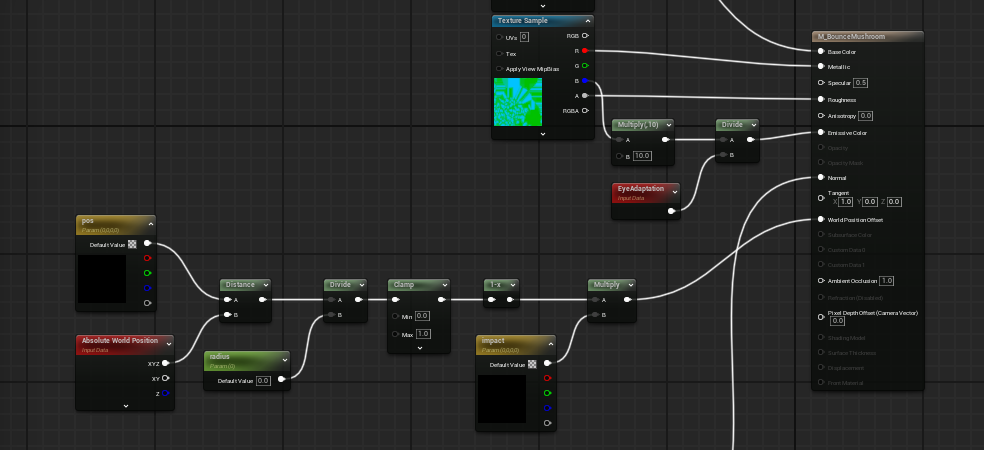 Texture Sample
UVs 0
Tex
Apply View MipBias
RGB
R
G
B
A
RGBA
Multiply(,10)
A
B 10.0
Divide
A
B
EyeAdaptation
Input Data
M_BounceMushroom
Base Color
Metallic
Specular 0.5
Roughness
Anisotropy 0.0
Emissive Color
Opacity
Opacity Mask
Normal
Tangent
X 1.0 Y 0.0 Z 0.0
World Position Offset
Subsurface Color
Custom Data 0
Custom Data 1
Ambient Occlusion 1.0
Refraction (Disabled)
Pixel Depth Offset (Camera Vector)
0.0
Shading Model
Surface Thickness
Displacement
Front Material
pos
Param (0,0,0,0)
Default Value
Absolute World Position
Input Data
XYZ
XY
Z
Distance
A
B
radius
Param (0)
Default Value 0.0
Divide
A
B
Clamp
Min 0.0
Max 1.0
1-x
impact
Param (0,0,0,0)
Default Value
Multiply
A
B